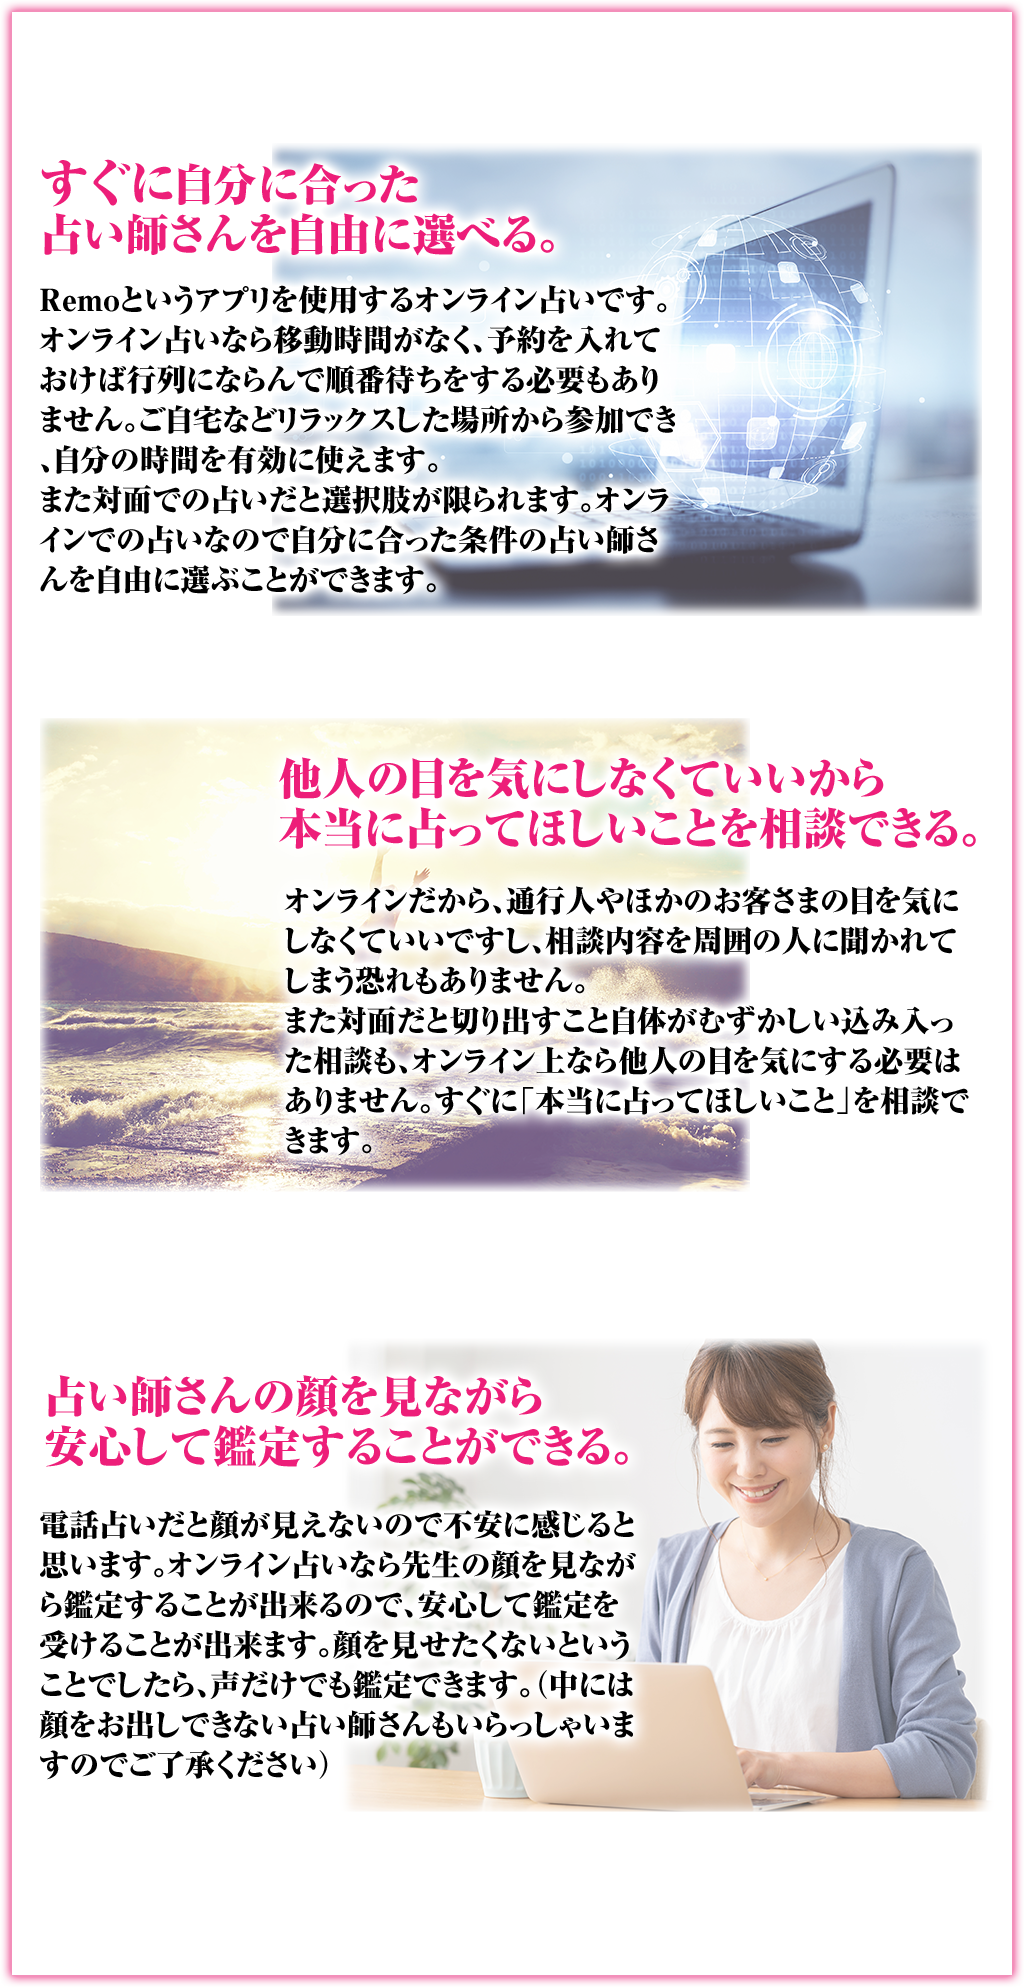 すぐに自分に合った
占い師さんを自由に選べる。
Remoというアプリを使用するオンライン占いです。
オンライン占いなら移動時間がなく、予約を入れて
おけば行列にならんで順番待ちをする必要もあり
ません。ご自宅などリラックスした場所から参加でき
、自分の時間を有効に使えます。
また対面での占いだと選択肢が限られます。オンラ
インでの占いなので自分に合った条件の占い師さ
んを自由に選ぶことができます。
他人の目を気にしなくていいから
本当に占ってほしいことを相談できる。
オンラインだから、通行人やほかのお客さまの目を気に
しなくていいですし、相談内容を周囲の人に聞かれて
しまう恐れもありません。
また対面だと切り出すこと自体がむずかしい込み入っ
た相談も、オンライン上なら他人の目を気にする必要は
ありません。すぐに「本当に占ってほしいこと」を相談で
きます。
占い師さんの顔を見ながら
安心して鑑定することができる。
電話占いだと顔が見えないので不安に感じると
思います。オンライン占いなら先生の顔を見なが
ら鑑定することが出来るので、安心して鑑定を
受けることが出来ます。顔を見せたくないという
ことでしたら、声だけでも鑑定できます。（中には
顔をお出しできない占い師さんもいらっしゃいま
すのでご了承ください）